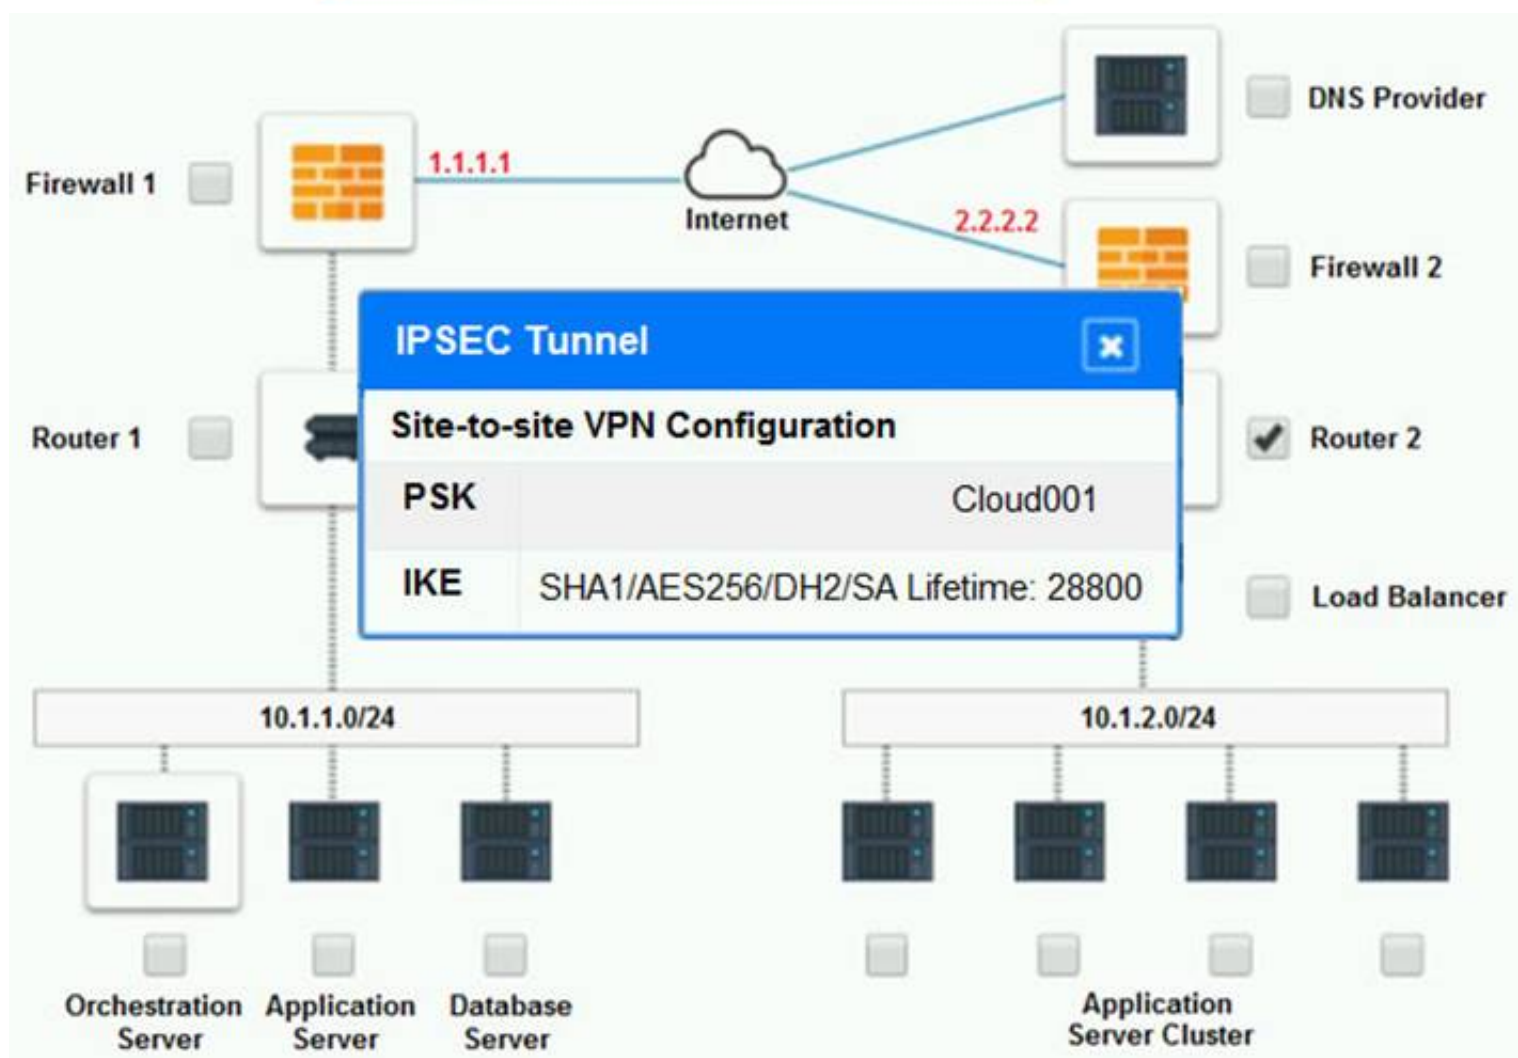 DNS Provider
Firewall 1
1.1.1.1
Internet
2.2.2.2
Firewall 2
IPSEC Tunnel
Site-to-site VPN Configuration
Router 1
Router 2
PSK Cloud001
IKE SHA1/AES256/DH2/SA Lifetime: 28800
Load Balancer
10.1.1.0/24
10.1.2.0/24
Orchestration
Server
Application
Server
Database
Server
Application
Server Cluster